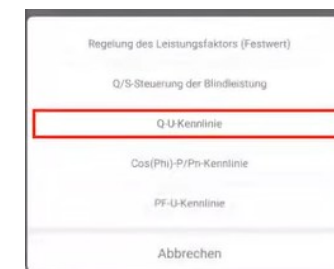 Regelung des Leistungsfaktors (Festwert)
Q/S-Steuerung der Blindleistung
Q-U-Kennlinie
Cos(Phi)-P/Pn-Kennlinie
PF-U-Kennlinie
Abbrechen